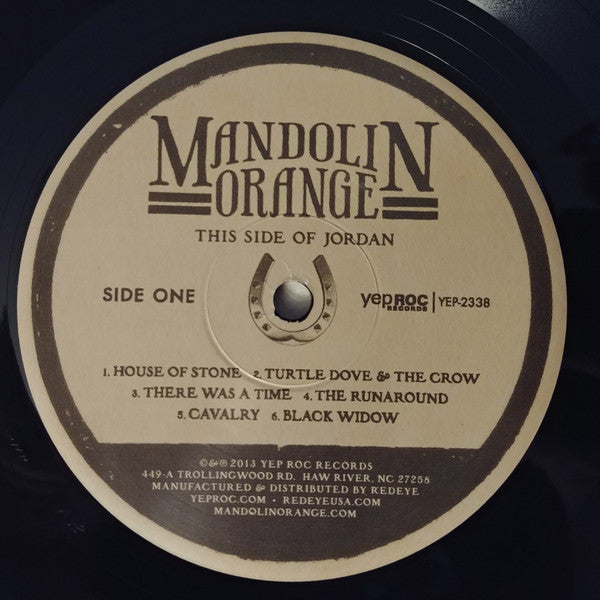 MANDOLIN
ORANGE
THIS SIDE OF JORDAN
SIDE ONE
yepROC RECORDS | YEP-2338
1. HOUSE OF STONE 2. TURTLE DOVE & THE CROW
3. THERE WAS A TIME 4. THE RUNAROUND
5. CAVALRY 6. BLACK WIDOW
©&℗ 2013 YEP ROC RECORDS
449-A TROLLINGWOOD RD. HAW RIVER, NC 27258
MANUFACTURED & DISTRIBUTED BY REDEYE
YEPROC.COM · REDEYEUSA.COM
MANDOLINORANGE.COM